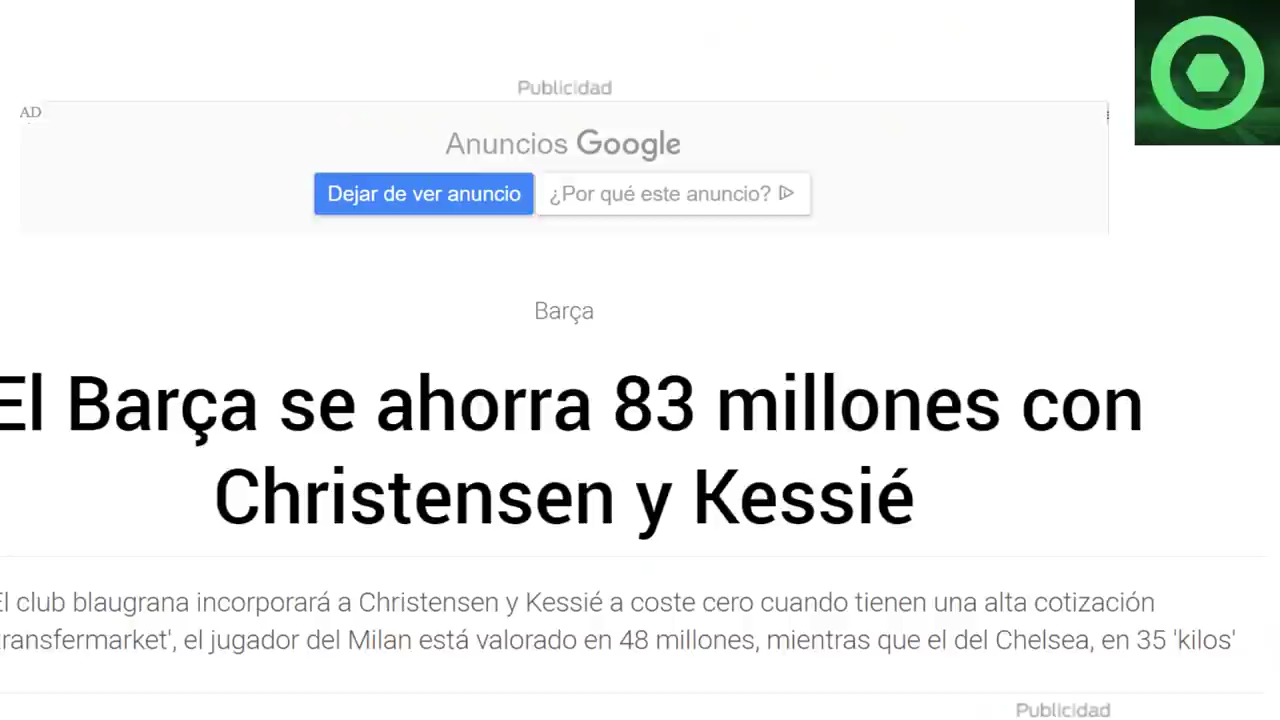 Publicidad
AD
Anuncios Google
Dejar de ver anuncio
¿Por qué este anuncio?
Barça
El Barça se ahorra 83 millones con
Christensen y Kessié
El club blaugrana incorporará a Christensen y Kessié a coste cero cuando tienen una alta cotización
transfermarket', el jugador del Milan está valorado en 48 millones, mientras que el del Chelsea, en 35 'kilos'
Publicidad